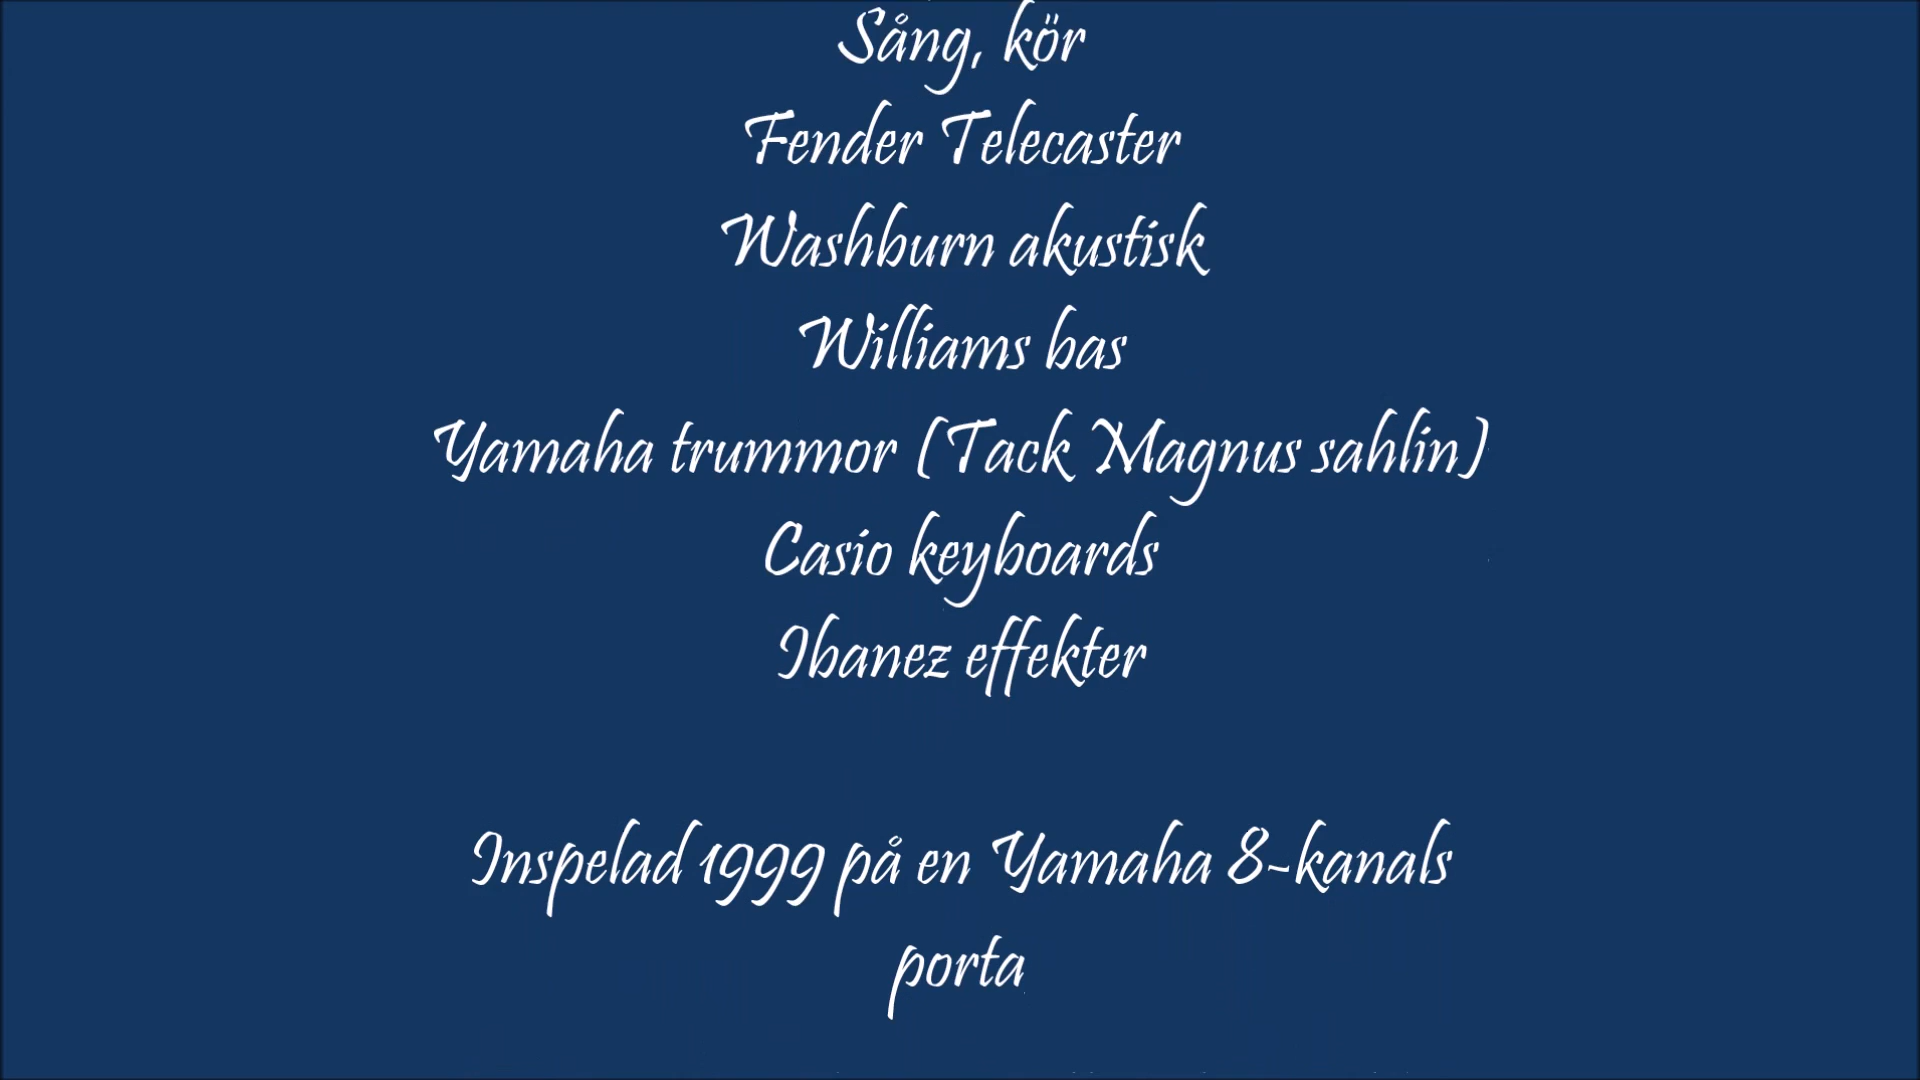 Sång, kör
Fender Telecaster
Washburn akustisk
Williams bas
Yamaha trummor (Tack Magnus sahlin)
Casio keyboards
Ibanez effekter
Inspelad 1999 på en Yamaha 8-kanals
porta